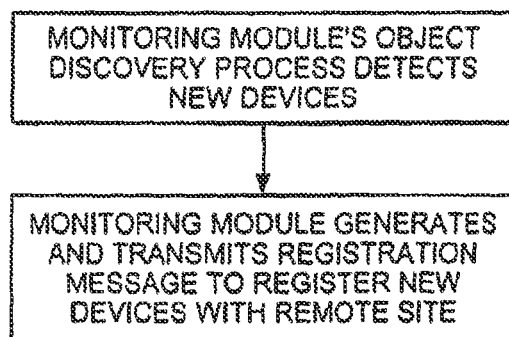 MONITORING MODULE'S OBJECT
DISCOVERY PROCESS DETECTS
NEW DEVICES
MONITORING MODULE GENERATES
AND TRANSMITS REGISTRATION
MESSAGE TO REGISTER NEW
DEVICES WITH REMOTE SITE